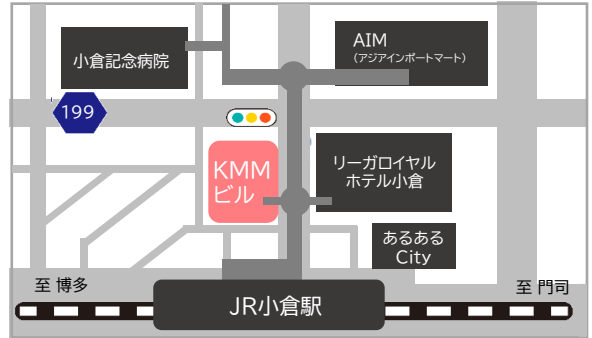 AIM
(アジアインポートマート)
小倉記念病院
199
KMM
ビル
リーガロイヤル
ホテル小倉
あるある
City
至 博多
至 門司
JR小倉駅